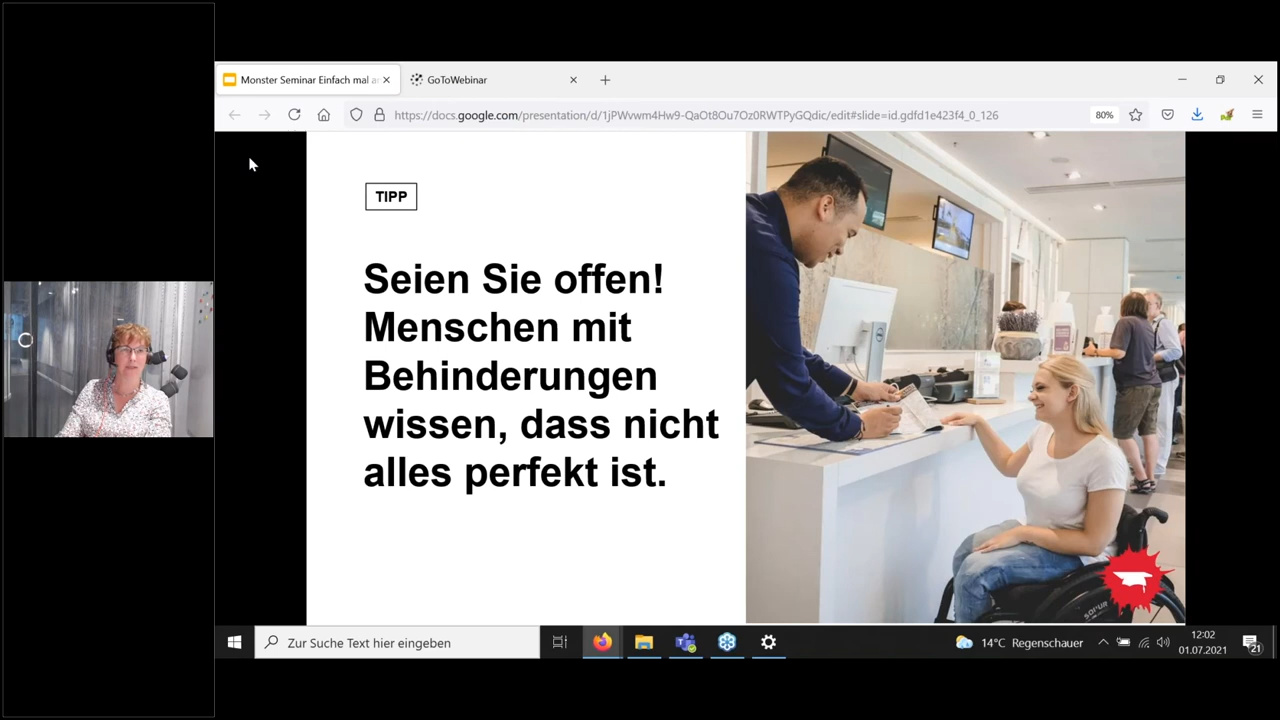 Monster Seminar Einfach mal a
GoToWebinar
https://docs.google.com/presentation/d/1jPWvwm4Hw9-QaOt8Ou7Oz0RWTPyGQdic/edit#slide=id.gdfd1e423f4_0_126
80%
TIPP
Seien Sie offen!
Menschen mit
Behinderungen
wissen, dass nicht
alles perfekt ist.
Zur Suche Text hier eingeben
14°C Regenschauer
12:02
01.07.2021
21